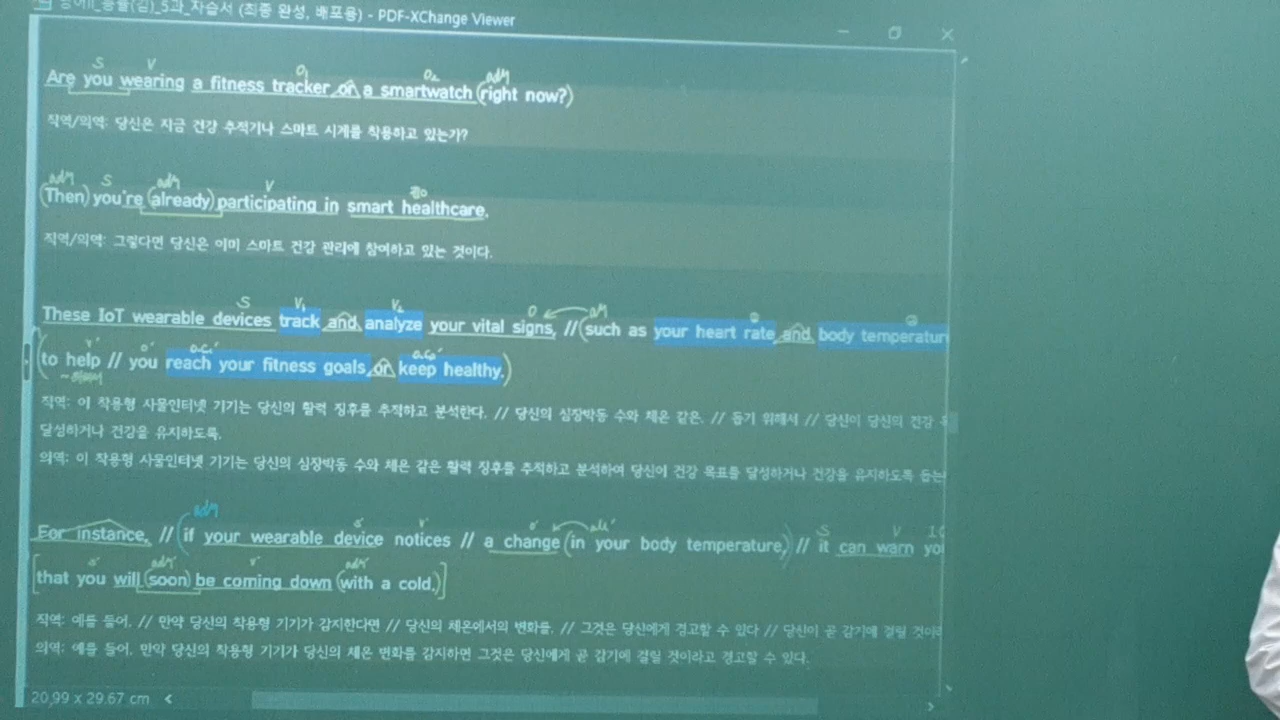 영어II_능률(김)_5과_자습서 (최종 완성, 배포용) - PDF-XChange Viewer
S V O₁ O₂ adv
Are you wearing a fitness tracker or a smartwatch (right now?)
직역/의역: 당신은 지금 건강 추적기나 스마트 시계를 착용하고 있는가?
adv S adv V
(Then) you're (already) participating in smart healthcare.
직역/의역: 그렇다면 당신은 이미 스마트 건강 관리에 참여하고 있는 것이다.
S V₁ V₂ O
These IoT wearable devices track and analyze your vital signs, // (such as your heart rate and body temperatur
v' o' o.c₁' o.c₂'
(to help // you reach your fitness goals or keep healthy.)
직역: 이 착용형 사물인터넷 기기는 당신의 활력 징후를 추적하고 분석한다. // 당신의 심장박동 수와 체온 같은. // 돕기 위해서 // 당신이 당신의 건강
달성하거나 건강을 유지하도록.
의역: 이 착용형 사물인터넷 기기는 당신의 심장박동 수와 체온 같은 활력 징후를 추적하고 분석하여 당신이 건강 목표를 달성하거나 건강을 유지하도록 돕는
adv s' v' o' S V
For instance, // (if your wearable device notices // a change (in your body temperature,)) // it can warn yo
s' adv' v' adv'
[that you will (soon) be coming down (with a cold.)]
직역: 예를 들어. // 만약 당신의 착용형 기기가 감지한다면 // 당신의 체온에서의 변화를. // 그것은 당신에게 경고할 수 있다 // 당신이 곧 감기에 걸릴 것이
의역: 예를 들어. 만약 당신의 착용형 기기가 당신의 체온 변화를 감지하면 그것은 당신에게 곧 감기에 걸릴 것이라고 경고할 수 있다.
20,99 x 29.67 cm